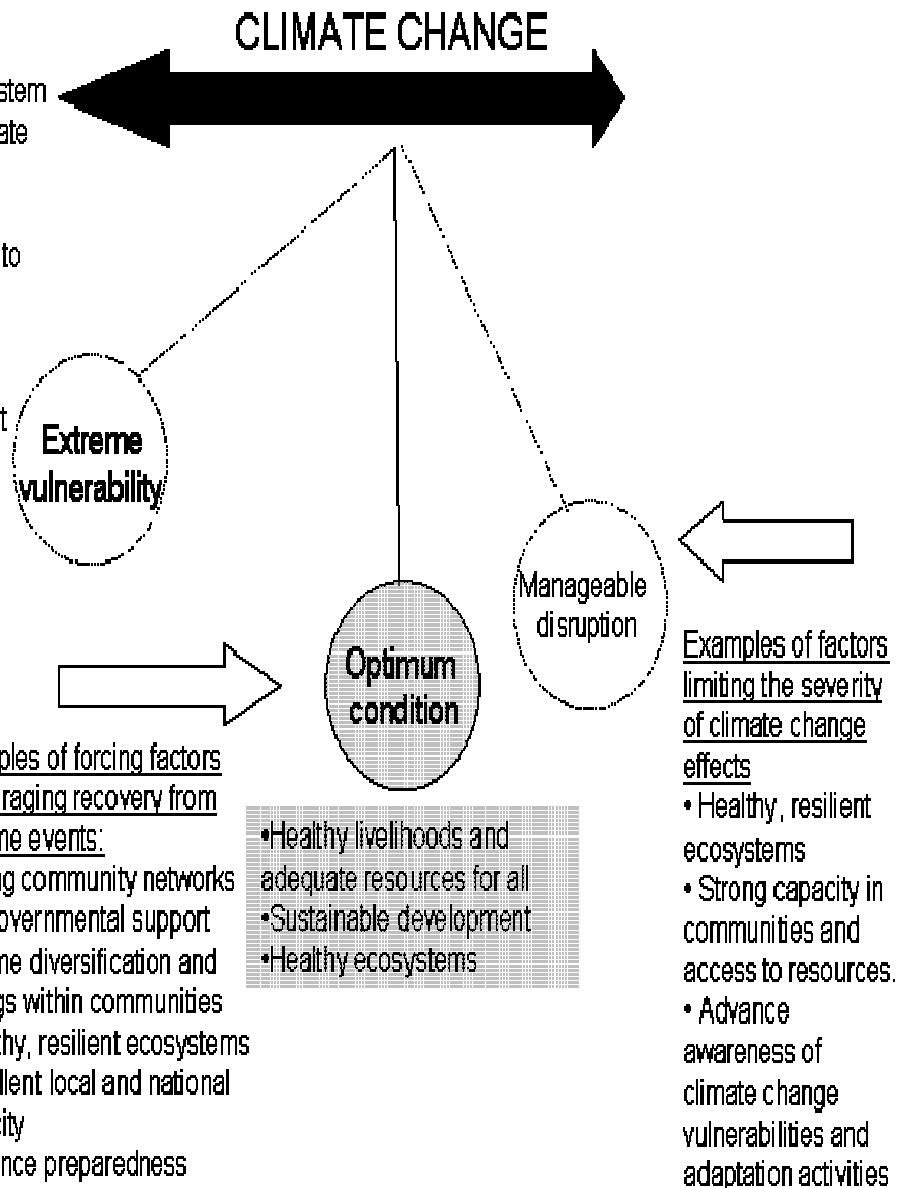 CLIMATE CHANGE
stem
ate
to
t
Extreme
vulnerability
Manageable
disruption
Optimum
condition
ples of forcing factors
raging recovery from
me events:
ng community networks
overnmental support
me diversification and
gs within communities
thy, resilient ecosystems
llent local and national
city
nce preparedness
•Healthy livelihoods and
adequate resources for all
•Sustainable development
•Healthy ecosystems
Examples of factors
limiting the severity
of climate change
effects
• Healthy, resilient
ecosystems
• Strong capacity in
communities and
access to resources.
• Advance
awareness of
climate change
vulnerabilities and
adaptation activities